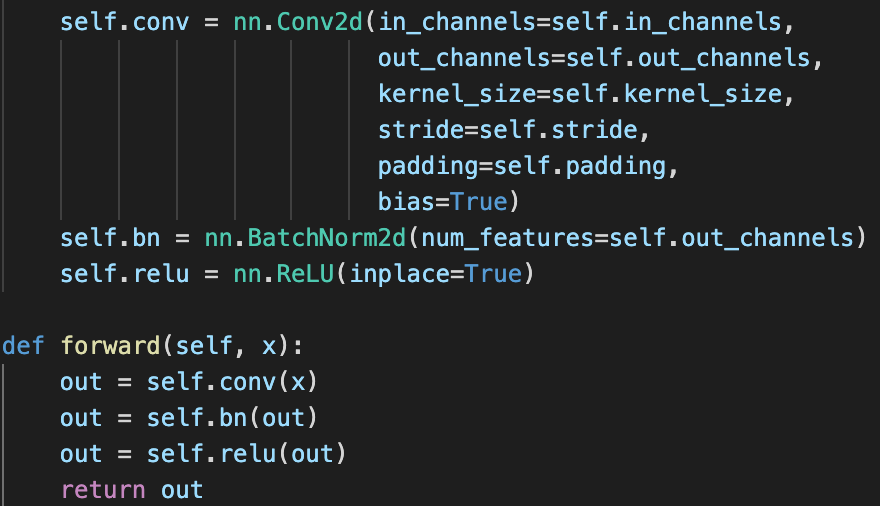 self.conv = nn.Conv2d(in_channels=self.in_channels,
out_channels=self.out_channels,
kernel_size=self.kernel_size,
stride=self.stride,
padding=self.padding,
bias=True)
self.bn = nn.BatchNorm2d(num_features=self.out_channels)
self.relu = nn.ReLU(inplace=True)
def forward(self, x):
out = self.conv(x)
out = self.bn(out)
out = self.relu(out)
return out